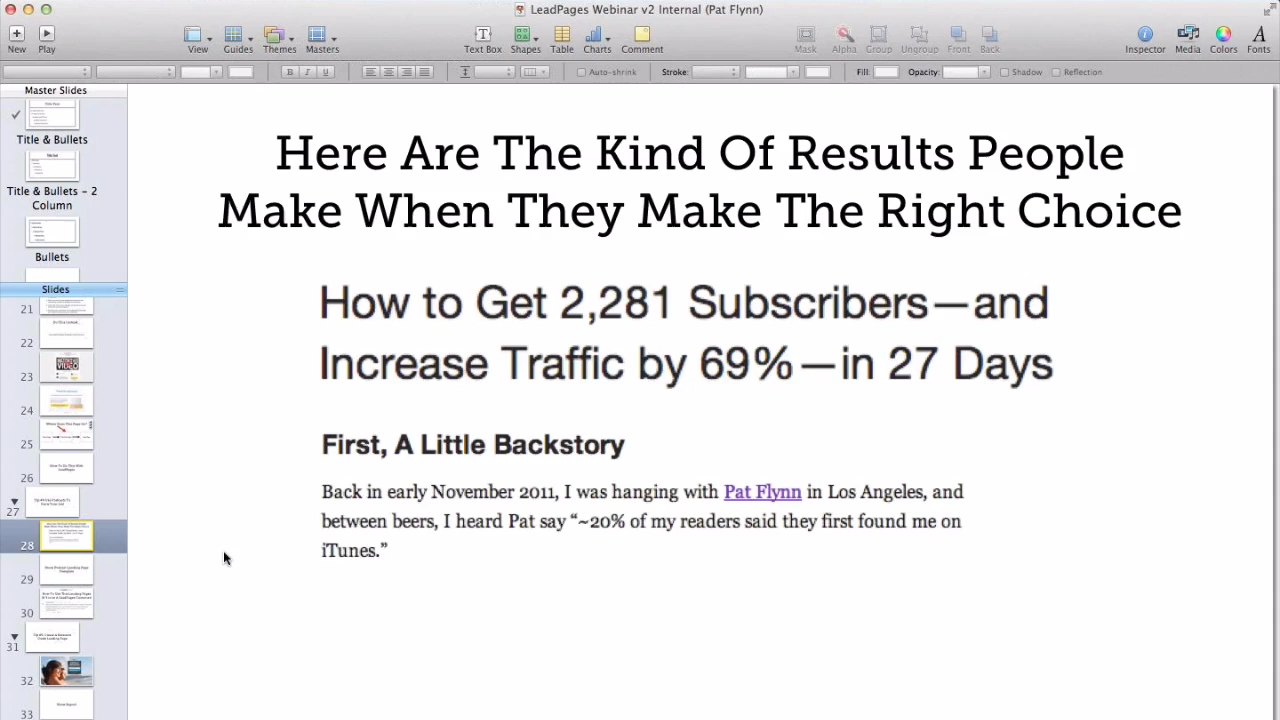 LeadPages Webinar v2 Internal (Pat Flynn)
New Play View Guides Themes Masters Text Box Shapes Table Charts Comment Mask Alpha Group Ungroup Front Back Inspector Media Colors Fonts
B I U Auto-shrink Stroke: Fill: Opacity: Shadow Reflection
Master Slides
Title & Bullets
Title & Bullets – 2
Column
Bullets
Slides
21
22
23
24
25
26
27
28
29
30
31
32
33
Here Are The Kind Of Results People
Make When They Make The Right Choice
How to Get 2,281 Subscribers—and
Increase Traffic by 69%—in 27 Days
First, A Little Backstory
Back in early November 2011, I was hanging with Pat Flynn in Los Angeles, and
between beers, I heard Pat say “~20% of my readers said they first found me on
iTunes.”